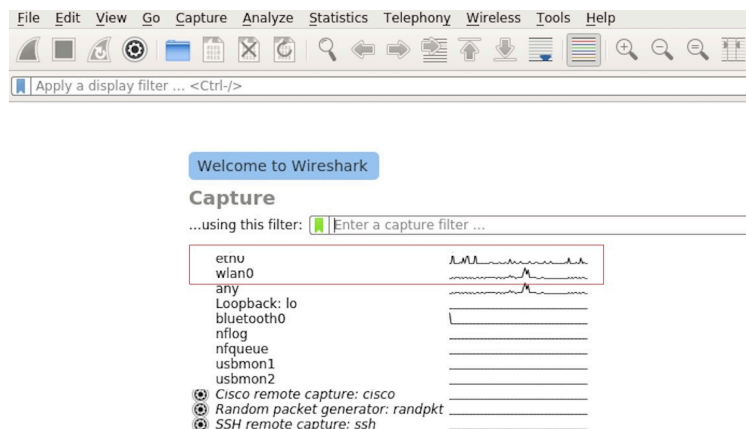 File Edit View Go Capture Analyze Statistics Telephony Wireless Tools Help
Apply a display filter ... <Ctrl-/>
Welcome to Wireshark
Capture
...using this filter: Enter a capture filter ...
eth0
wlan0
any
Loopback: lo
bluetooth0
nflog
nfqueue
usbmon1
usbmon2
Cisco remote capture: cisco
Random packet generator: randpkt
SSH remote capture: ssh